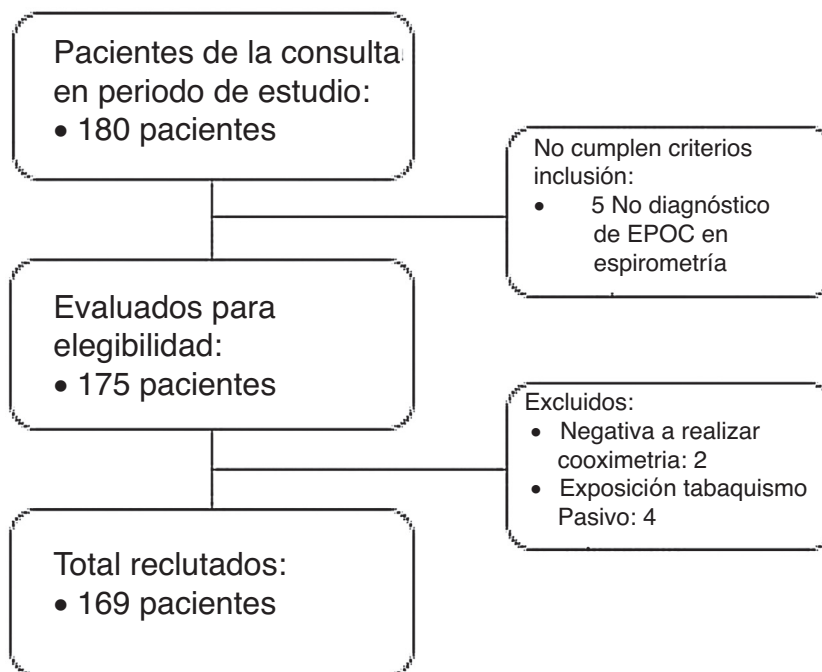 Pacientes de la consulta
en periodo de estudio:
• 180 pacientes
No cumplen criterios
inclusión:
• 5 No diagnóstico
de EPOC en
espirometría
Evaluados para
elegibilidad:
• 175 pacientes
Excluidos:
• Negativa a realizar
cooximetria: 2
• Exposición tabaquismo
Pasivo: 4
Total reclutados:
• 169 pacientes